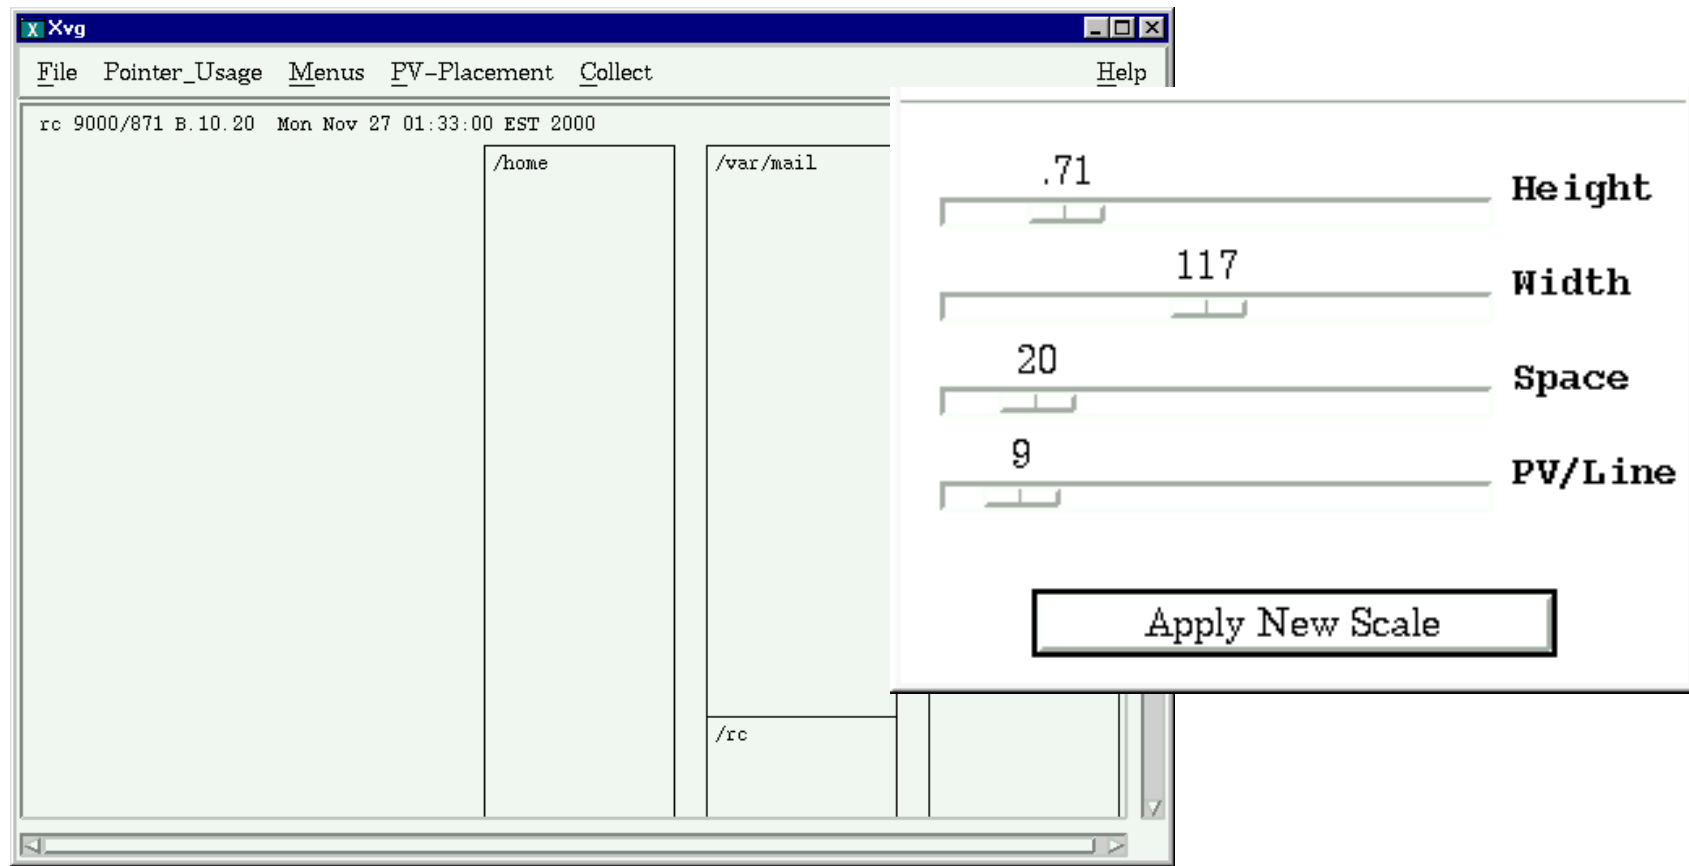 X Xvg
File Pointer_Usage Menus PV-Placement Collect Help
rc 9000/871 B.10.20 Mon Nov 27 01:33:00 EST 2000
/home
/var/mail
/rc
.71
Height
117
Width
20
Space
9
PV/Line
Apply New Scale